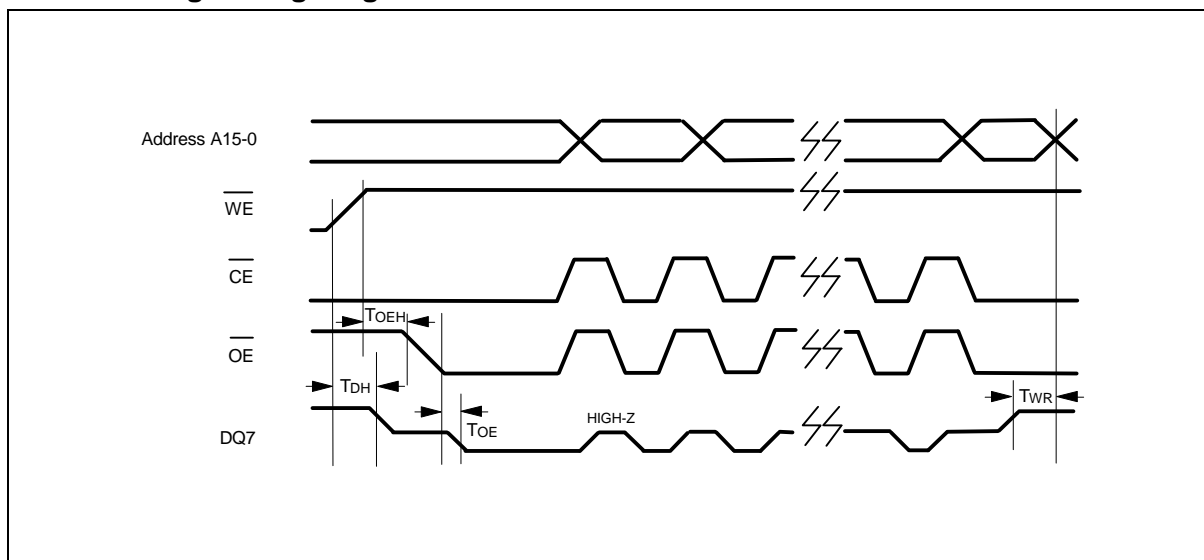 Address A15-0
WE
CE
TOEH
OE
TDH
TWR
HIGH-Z
TOE
DQ7